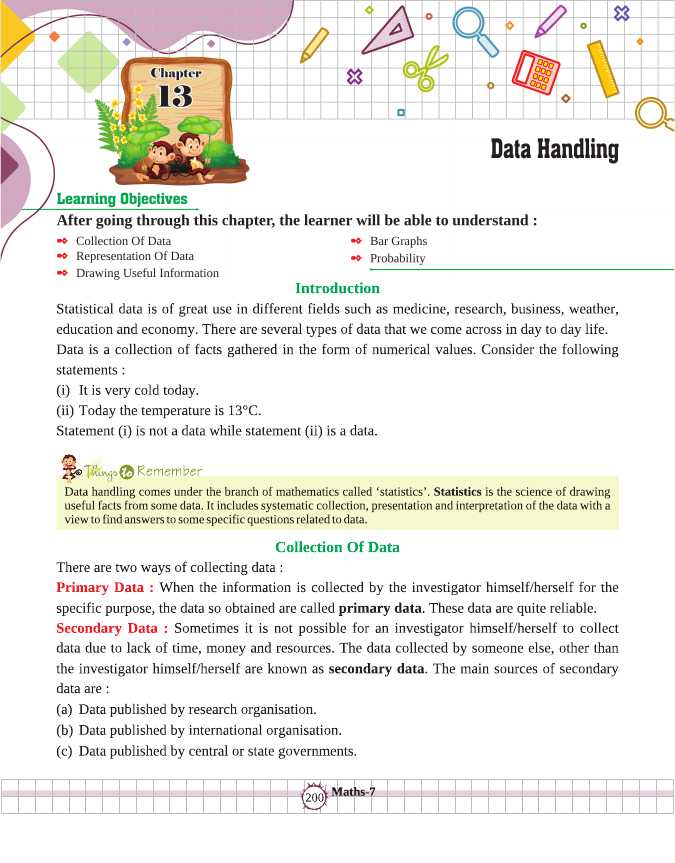 Chapter
13
Data Handling
Learning Objectives
After going through this chapter, the learner will be able to understand :
Collection Of Data
Representation Of Data
Drawing Useful Information
Bar Graphs
Probability
Introduction
Statistical data is of great use in different fields such as medicine, research, business, weather,
education and economy. There are several types of data that we come across in day to day life.
Data is a collection of facts gathered in the form of numerical values. Consider the following
statements :
(i) It is very cold today.
(ii) Today the temperature is 13°C.
Statement (i) is not a data while statement (ii) is a data.
Things to Remember
Data handling comes under the branch of mathematics called ‘statistics’. Statistics is the science of drawing
useful facts from some data. It includes systematic collection, presentation and interpretation of the data with a
view to find answers to some specific questions related to data.
Collection Of Data
There are two ways of collecting data :
Primary Data : When the information is collected by the investigator himself/herself for the
specific purpose, the data so obtained are called primary data. These data are quite reliable.
Secondary Data : Sometimes it is not possible for an investigator himself/herself to collect
data due to lack of time, money and resources. The data collected by someone else, other than
the investigator himself/herself are known as secondary data. The main sources of secondary
data are :
(a) Data published by research organisation.
(b) Data published by international organisation.
(c) Data published by central or state governments.
200 Maths-7